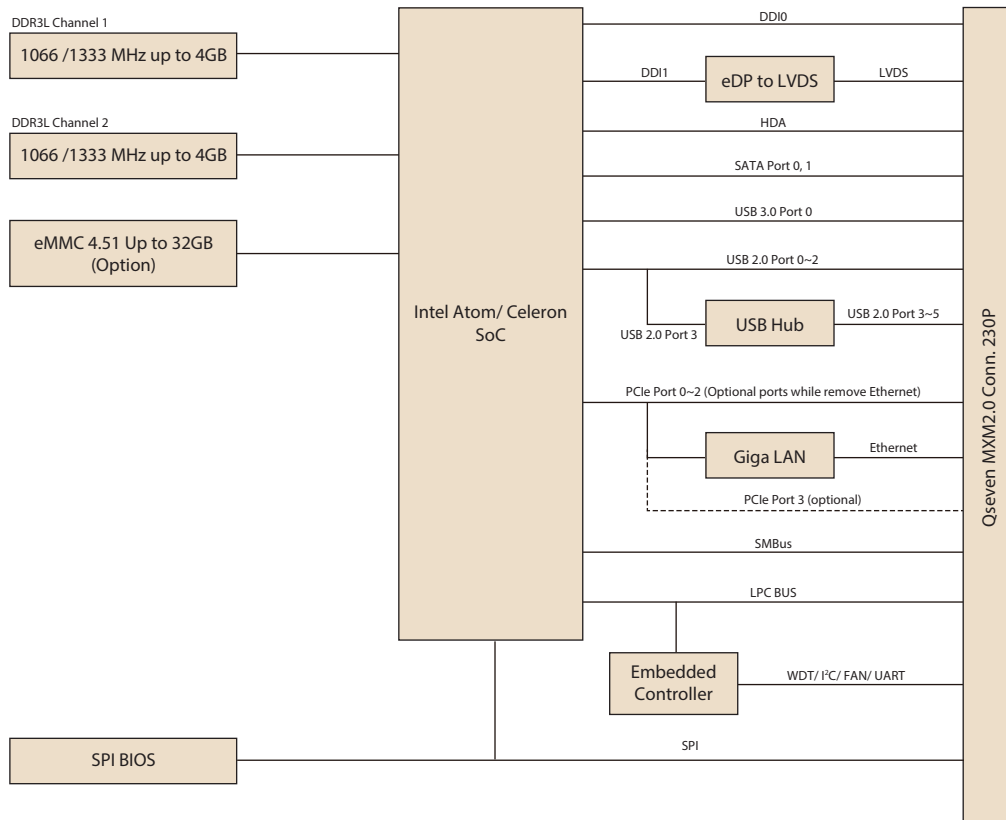 DDR3L Channel 1
1066 /1333 MHz up to 4GB
DDR3L Channel 2
1066 /1333 MHz up to 4GB
eMMC 4.51 Up to 32GB
(Option)
Intel Atom/ Celeron
SoC
DDI0
DDI1
eDP to LVDS
LVDS
HDA
SATA Port 0, 1
USB 3.0 Port 0
USB 2.0 Port 0~2
USB 2.0 Port 3
USB Hub
USB 2.0 Port 3~5
PCIe Port 0~2 (Optional ports while remove Ethernet)
Giga LAN
Ethernet
PCIe Port 3 (optional)
SMBus
LPC BUS
Embedded
Controller
WDT/ I²C/ FAN/ UART
SPI BIOS
SPI
Qseven MXM2.0 Conn. 230P